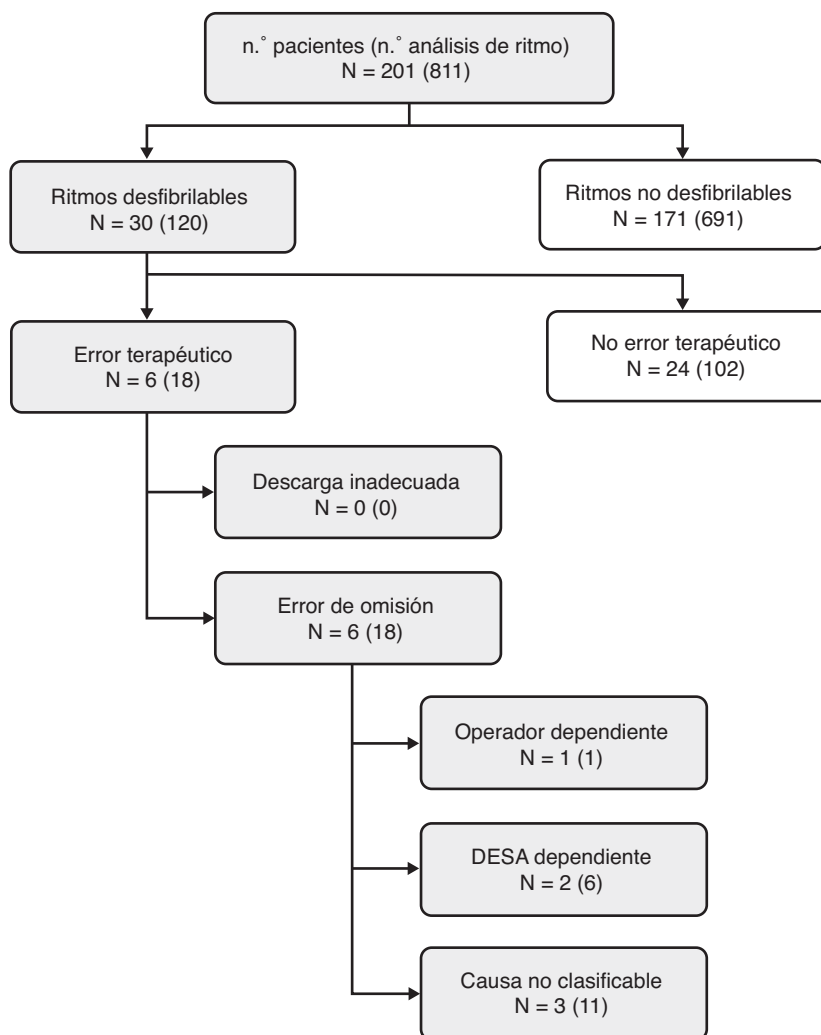 n.° pacientes (n.° análisis de ritmo)
N = 201 (811)
Ritmos desfibrilables
N = 30 (120)
Ritmos no desfibrilables
N = 171 (691)
Error terapéutico
N = 6 (18)
No error terapéutico
N = 24 (102)
Descarga inadecuada
N = 0 (0)
Error de omisión
N = 6 (18)
Operador dependiente
N = 1 (1)
DESA dependiente
N = 2 (6)
Causa no clasificable
N = 3 (11)